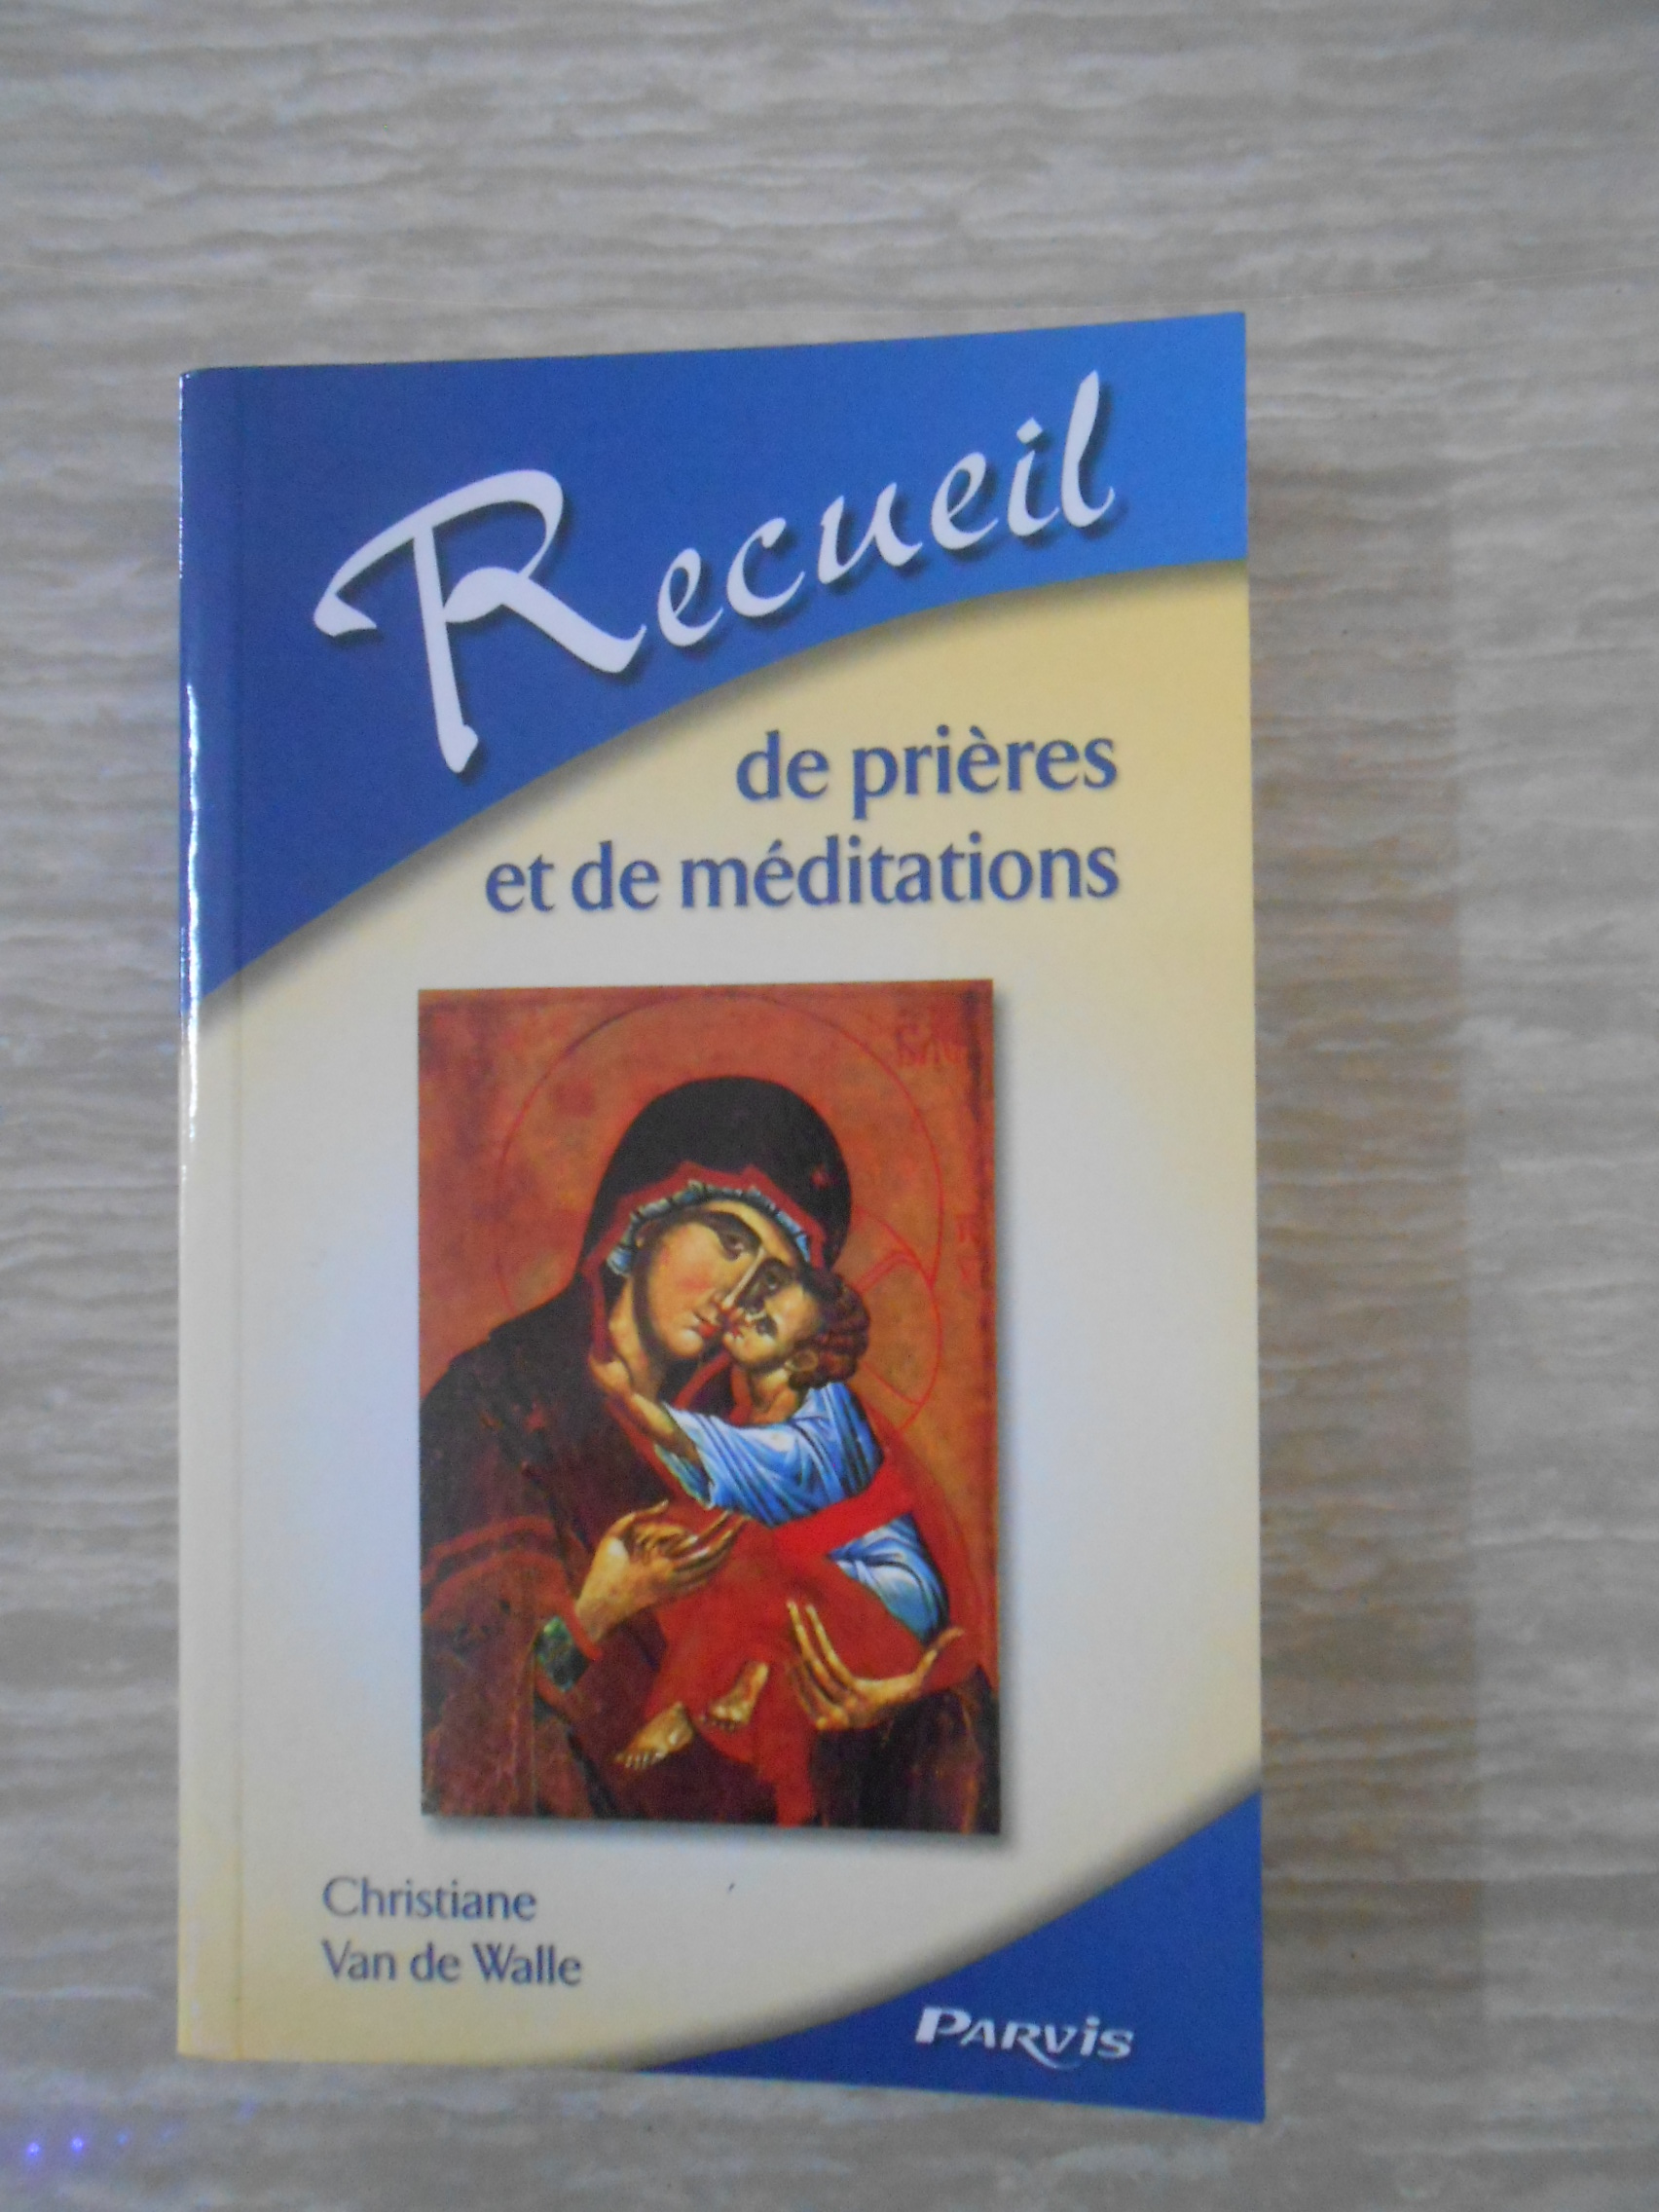 Recueil
de prières
et de méditations
Christiane
Van de Walle
PARVIS